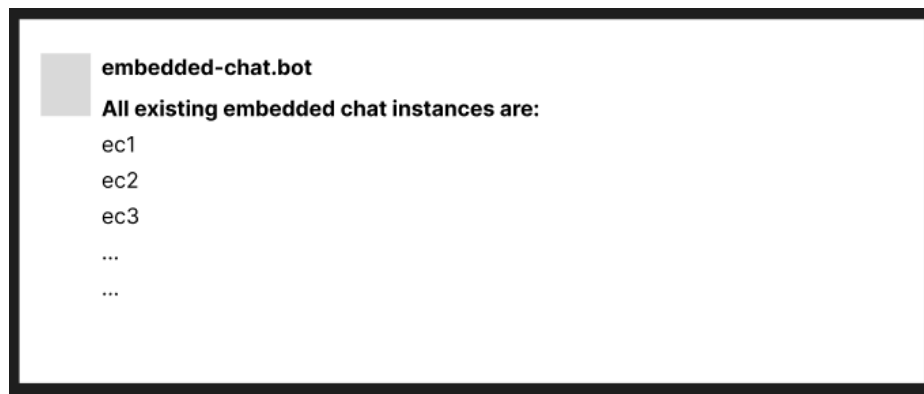 embedded-chat.bot
All existing embedded chat instances are:
ec1
ec2
ec3
...
...